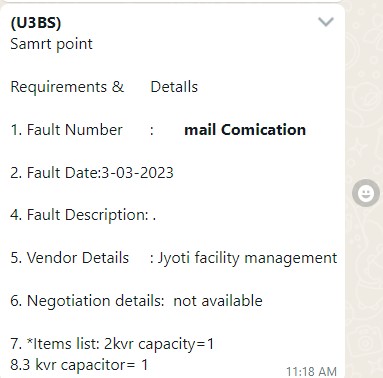 (U3BS)
Samrt point
Requirements & Detalls
1. Fault Number : mail Comication
2. Fault Date:3-03-2023
4. Fault Description: .
5. Vendor Details : Jyoti facility management
6. Negotiation details: not available
7. *Items list: 2kvr capacity=1
8.3 kvr capacitor= 1
11:18 AM